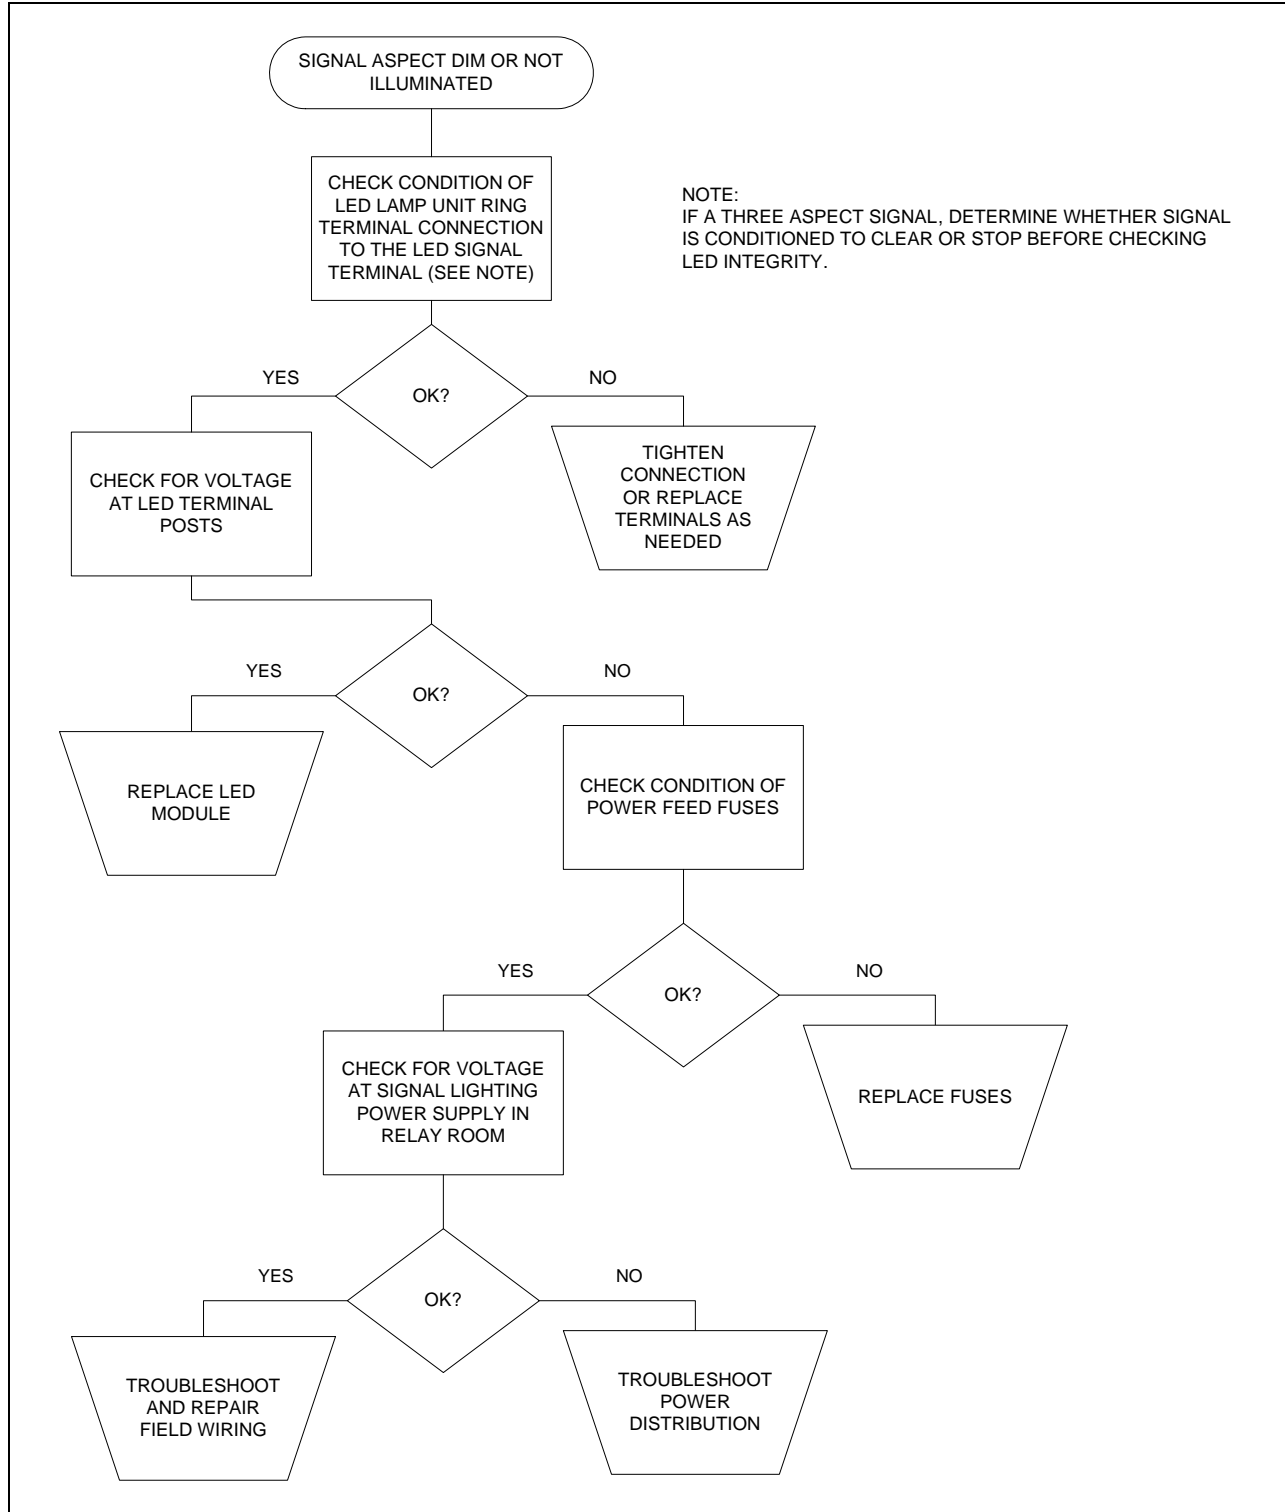 SIGNAL ASPECT DIM OR NOT
ILLUMINATED
CHECK CONDITION OF
LED LAMP UNIT RING
TERMINAL CONNECTION
TO THE LED SIGNAL
TERMINAL (SEE NOTE)
NOTE:
IF A THREE ASPECT SIGNAL, DETERMINE WHETHER SIGNAL
IS CONDITIONED TO CLEAR OR STOP BEFORE CHECKING
LED INTEGRITY.
YES
OK?
NO
CHECK FOR VOLTAGE
AT LED TERMINAL
POSTS
TIGHTEN
CONNECTION
OR REPLACE
TERMINALS AS
NEEDED
YES
OK?
NO
REPLACE LED
MODULE
CHECK CONDITION OF
POWER FEED FUSES
YES
OK?
NO
CHECK FOR VOLTAGE
AT SIGNAL LIGHTING
POWER SUPPLY IN
RELAY ROOM
REPLACE FUSES
YES
OK?
NO
TROUBLESHOOT
AND REPAIR
FIELD WIRING
TROUBLESHOOT
POWER
DISTRIBUTION